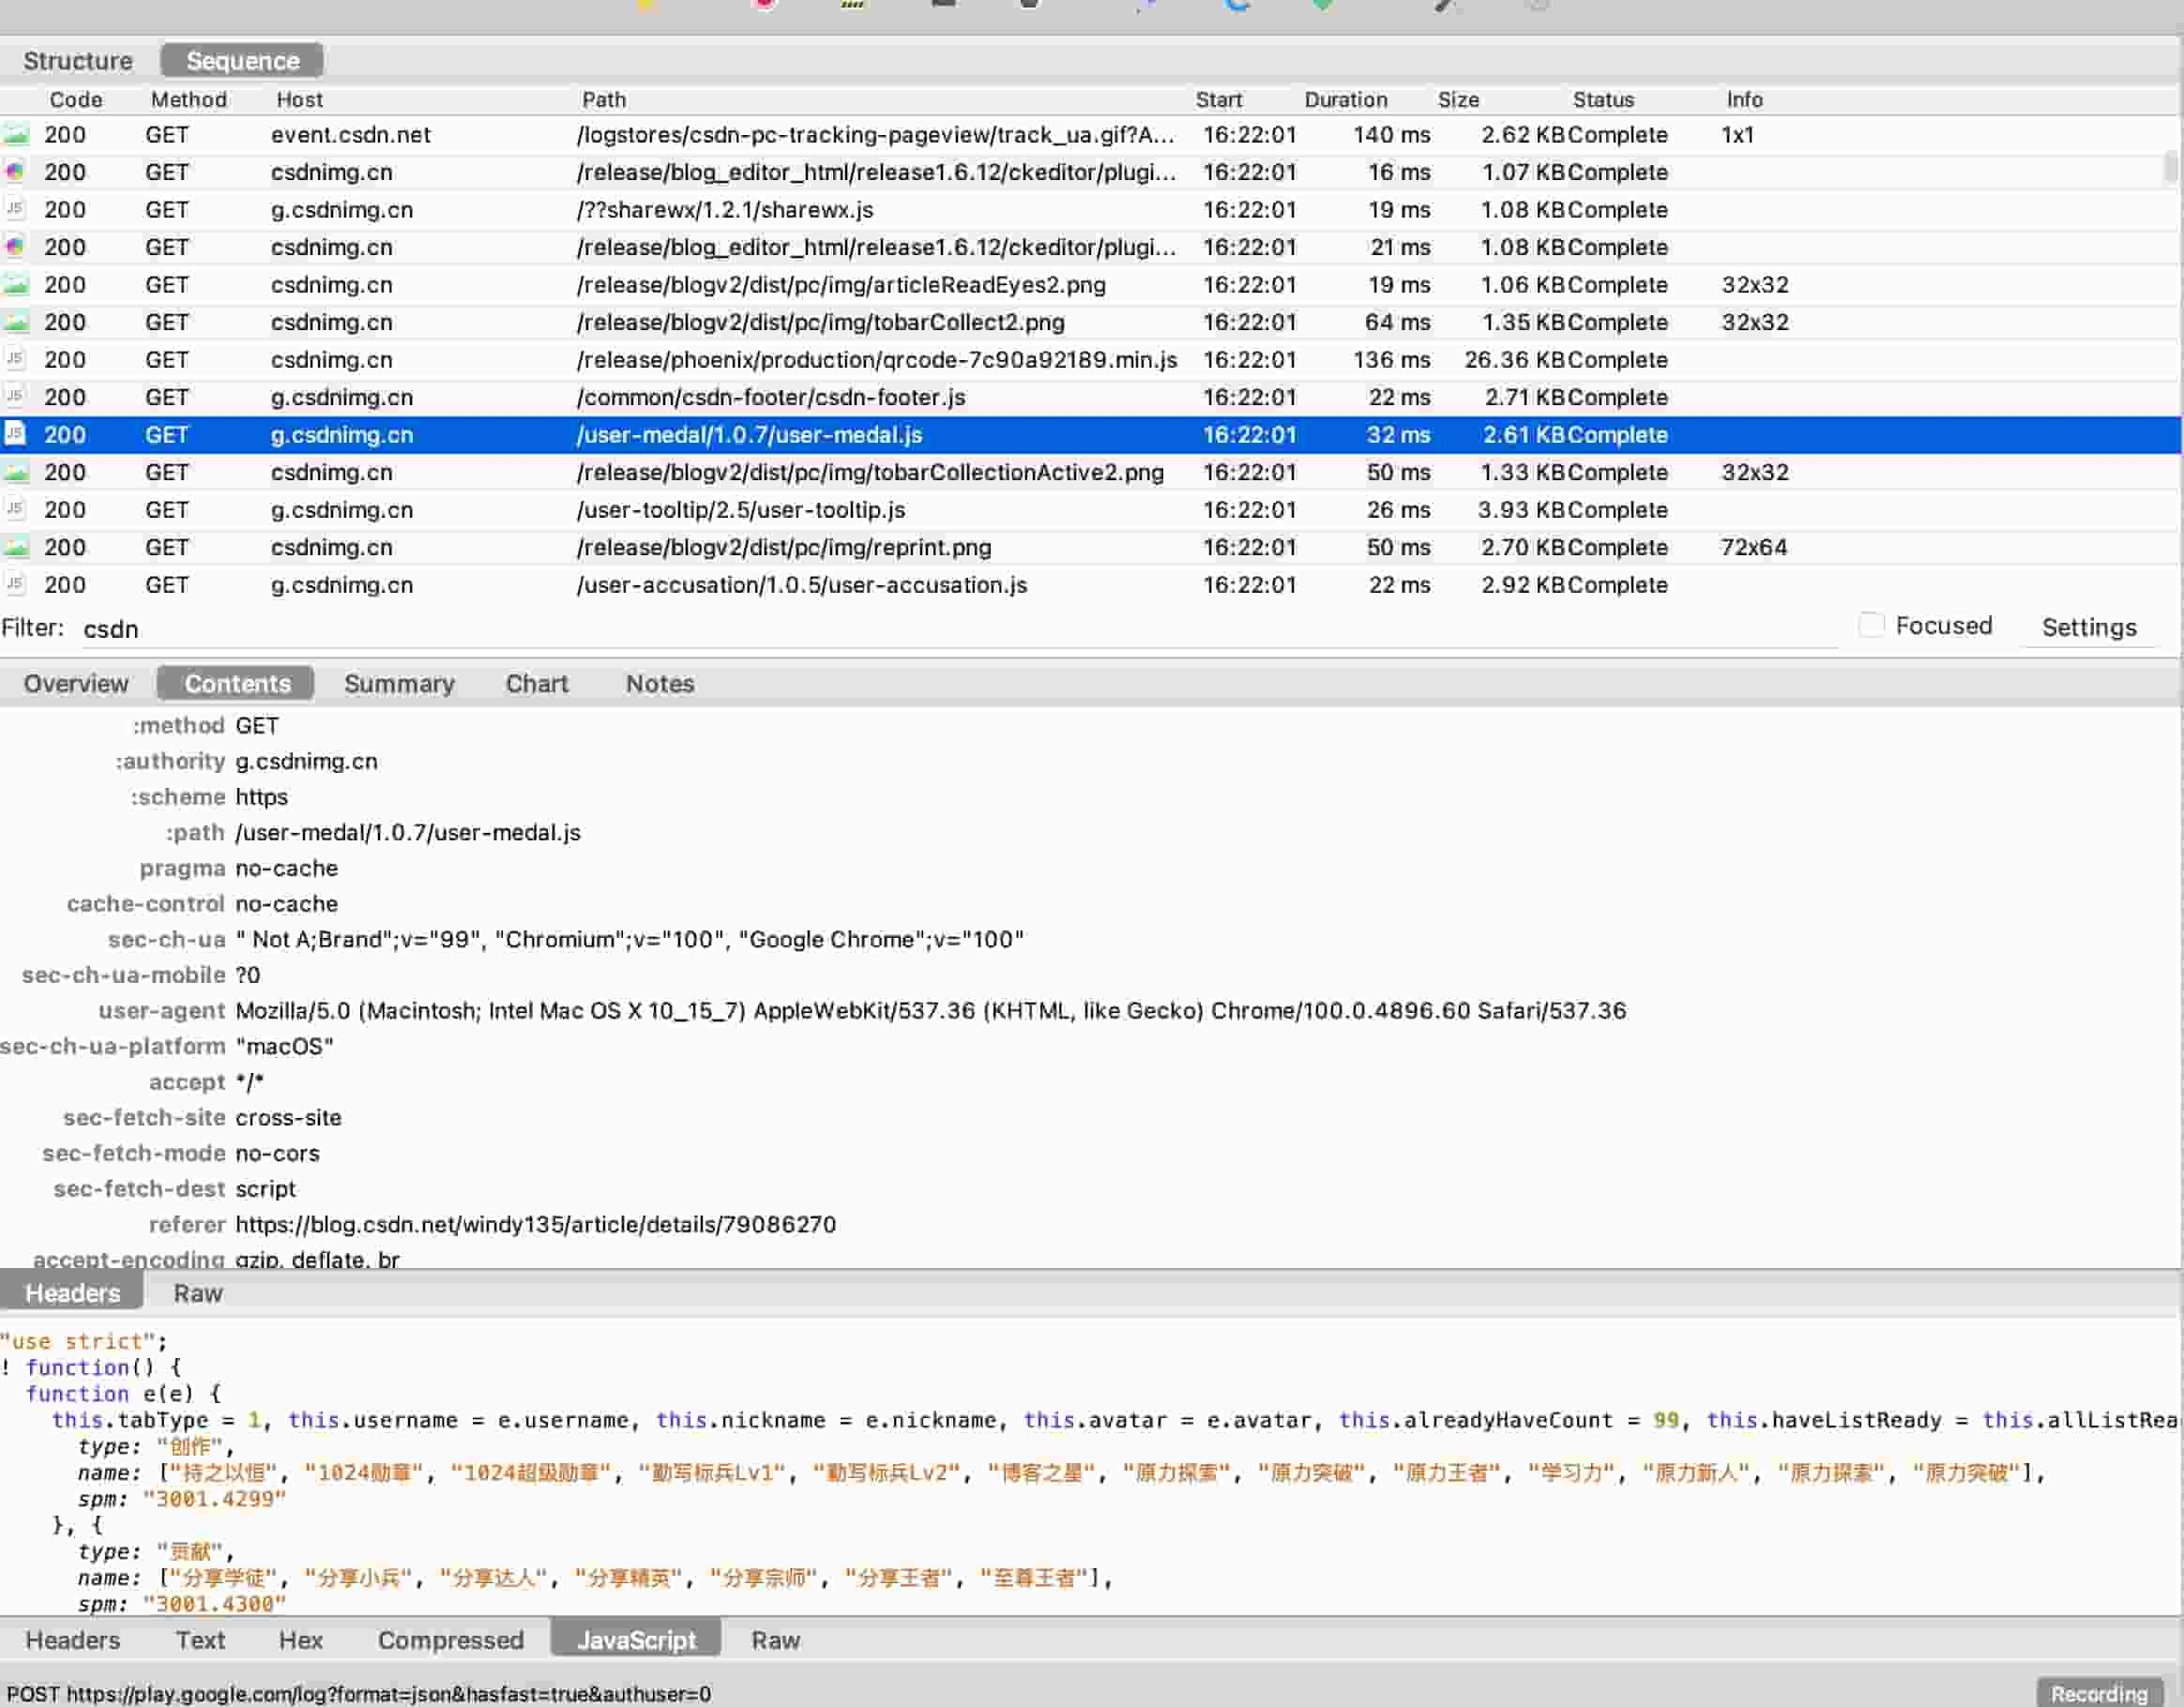 Structure Sequence
Code Method Host Path Start Duration Size Status Info
200 GET event.csdn.net /logstores/csdn-pc-tracking-pageview/track_ua.gif?A... 16:22:01 140 ms 2.62 KB Complete 1x1
200 GET csdnimg.cn /release/blog_editor_html/release1.6.12/ckeditor/plugi... 16:22:01 16 ms 1.07 KB Complete
JS 200 GET g.csdnimg.cn /??sharewx/1.2.1/sharewx.js 16:22:01 19 ms 1.08 KB Complete
200 GET csdnimg.cn /release/blog_editor_html/release1.6.12/ckeditor/plugi... 16:22:01 21 ms 1.08 KB Complete
200 GET csdnimg.cn /release/blogv2/dist/pc/img/articleReadEyes2.png 16:22:01 19 ms 1.06 KB Complete 32x32
200 GET csdnimg.cn /release/blogv2/dist/pc/img/tobarCollect2.png 16:22:01 64 ms 1.35 KB Complete 32x32
JS 200 GET csdnimg.cn /release/phoenix/production/qrcode-7c90a92189.min.js 16:22:01 136 ms 26.36 KB Complete
JS 200 GET g.csdnimg.cn /common/csdn-footer/csdn-footer.js 16:22:01 22 ms 2.71 KB Complete
JS 200 GET g.csdnimg.cn /user-medal/1.0.7/user-medal.js 16:22:01 32 ms 2.61 KB Complete
200 GET csdnimg.cn /release/blogv2/dist/pc/img/tobarCollectionActive2.png 16:22:01 50 ms 1.33 KB Complete 32x32
JS 200 GET g.csdnimg.cn /user-tooltip/2.5/user-tooltip.js 16:22:01 26 ms 3.93 KB Complete
200 GET csdnimg.cn /release/blogv2/dist/pc/img/reprint.png 16:22:01 50 ms 2.70 KB Complete 72x64
JS 200 GET g.csdnimg.cn /user-accusation/1.0.5/user-accusation.js 16:22:01 22 ms 2.92 KB Complete
Filter: csdn Focused Settings
Overview Contents Summary Chart Notes
:method GET
:authority g.csdnimg.cn
:scheme https
:path /user-medal/1.0.7/user-medal.js
pragma no-cache
cache-control no-cache
sec-ch-ua " Not A;Brand";v="99", "Chromium";v="100", "Google Chrome";v="100"
sec-ch-ua-mobile ?0
user-agent Mozilla/5.0 (Macintosh; Intel Mac OS X 10_15_7) AppleWebKit/537.36 (KHTML, like Gecko) Chrome/100.0.4896.60 Safari/537.36
sec-ch-ua-platform "macOS"
accept */*
sec-fetch-site cross-site
sec-fetch-mode no-cors
sec-fetch-dest script
referer https://blog.csdn.net/windy135/article/details/79086270
accept-encoding gzip, deflate, br
Headers Raw
"use strict";
! function() {
function e(e) {
this.tabType = 1, this.username = e.username, this.nickname = e.nickname, this.avatar = e.avatar, this.alreadyHaveCount = 99, this.haveListReady = this.allListRea
type: "创作",
name: ["持之以恒", "1024勋章", "1024超级勋章", "勤写标兵Lv1", "勤写标兵Lv2", "博客之星", "原力探索", "原力突破", "原力王者", "学习力", "原力新人", "原力探索", "原力突破"],
spm: "3001.4299"
}, {
type: "贡献",
name: ["分享学徒", "分享小兵", "分享达人", "分享精英", "分享宗师", "分享王者", "至尊王者"],
spm: "3001.4300"
Headers Text Hex Compressed JavaScript Raw
POST https://play.google.com/log?format=json&hasfast=true&authuser=0 Recording